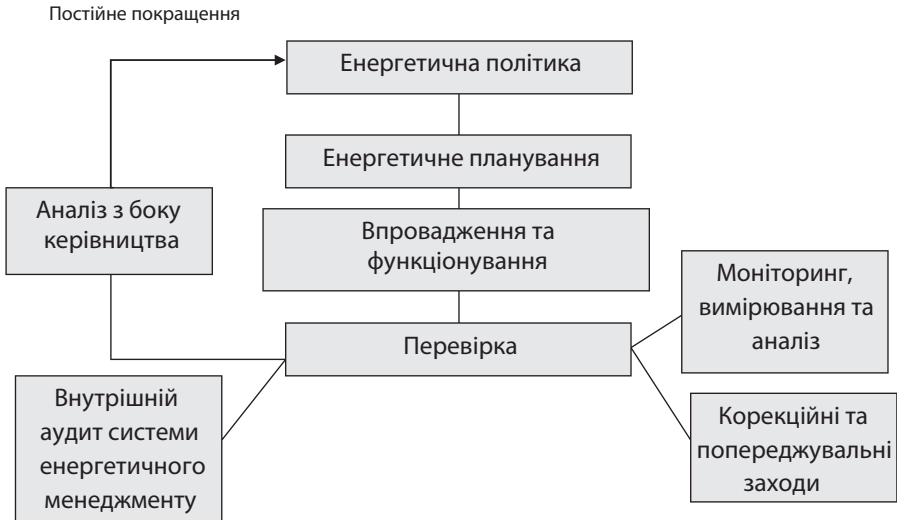 Постійне покращення
Енергетична політика
Енергетичне планування
Аналіз з боку
керівництва
Впровадження та
функціонування
Моніторинг,
вимірювання та
аналіз
Перевірка
Внутрішній
аудит системи
енергетичного
менеджменту
Корекційні та
попереджувальні
заходи